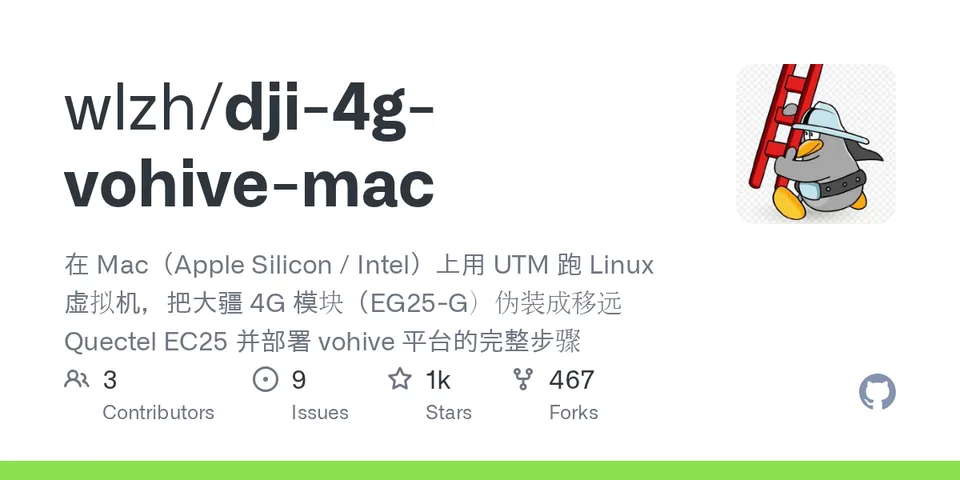 wlzh/dji-4g-
vohive-mac
在 Mac（Apple Silicon / Intel）上用 UTM 跑 Linux
虚拟机，把大疆 4G 模块（EG25-G）伪装成移远
Quectel EC25 并部署 vohive 平台的完整步骤
3 9 1k 467
Contributors Issues Stars Forks